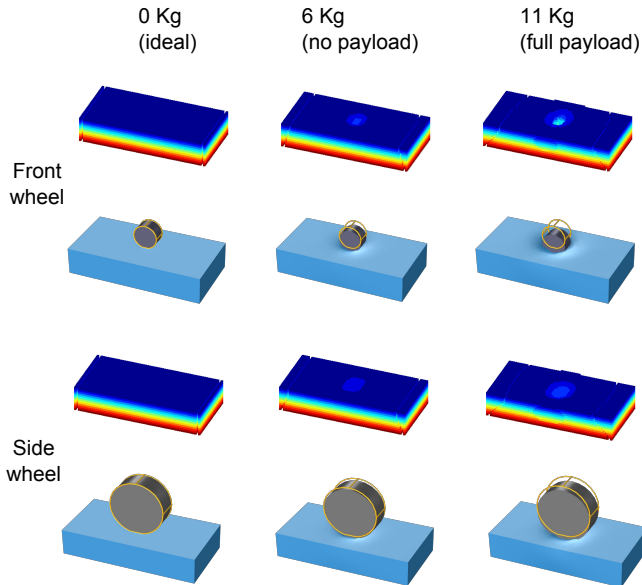 0 Kg
(ideal)
6 Kg
(no payload)
11 Kg
(full payload)
Front
wheel
Side
wheel